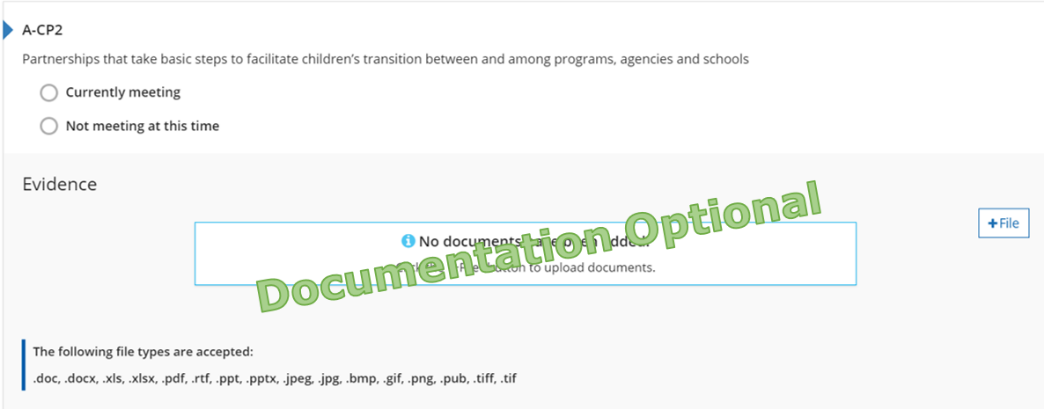 A-CP2
Partnerships that take basic steps to facilitate children's transition between and among programs, agencies and schools
Currently meeting
Not meeting at this time
Evidence
+File
No documents
to upload documents.
Documentation Optional
The following file types are accepted:
.doc, .docx, .xls, .xlsx, .pdf, .rtf, .ppt, .pptx, .jpeg, .jpg, .bmp, .gif, .png, .pub, .tiff, .tif